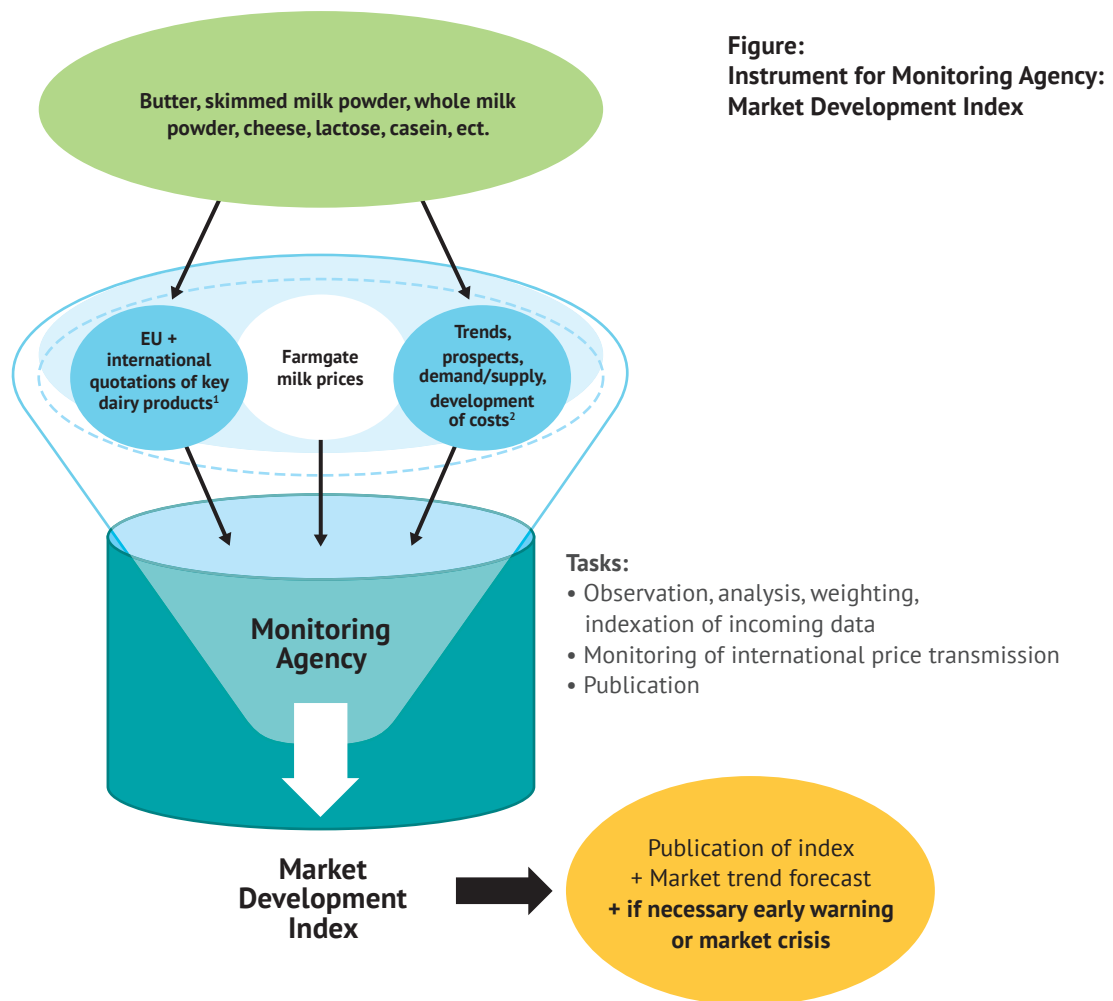 Figure:
Instrument for Monitoring Agency:
Market Development Index
Butter, skimmed milk powder, whole milk
powder, cheese, lactose, casein, ect.
EU +
international
quotations of key
dairy products¹
Farmgate
milk prices
Trends,
prospects,
demand/supply,
development
of costs²
Monitoring
Agency
Tasks:
• Observation, analysis, weighting,
indexation of incoming data
• Monitoring of international price transmission
• Publication
Market
Development
Index
Publication of index
+ Market trend forecast
+ if necessary early warning
or market crisis